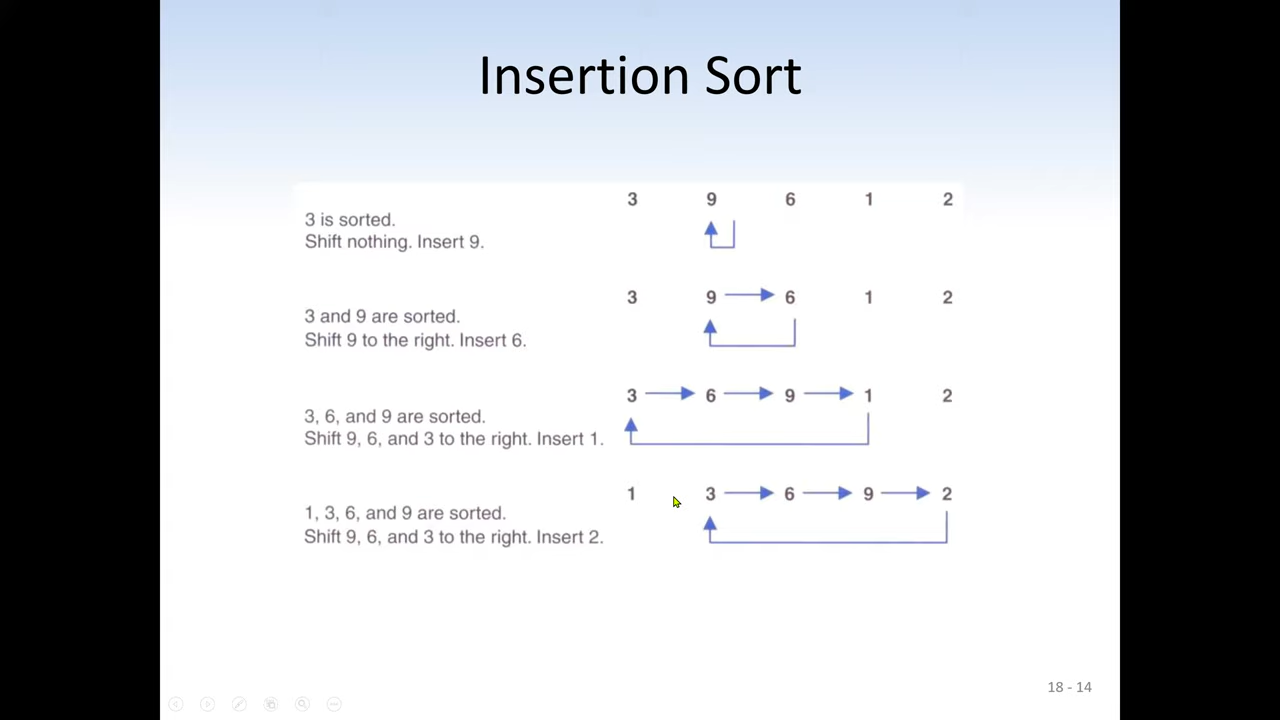 Insertion Sort
3 9 6 1 2
3 is sorted.
Shift nothing. Insert 9.
3 9 6 1 2
3 and 9 are sorted.
Shift 9 to the right. Insert 6.
3 6 9 1 2
3, 6, and 9 are sorted.
Shift 9, 6, and 3 to the right. Insert 1.
1 3 6 9 2
1, 3, 6, and 9 are sorted.
Shift 9, 6, and 3 to the right. Insert 2.
18 - 14